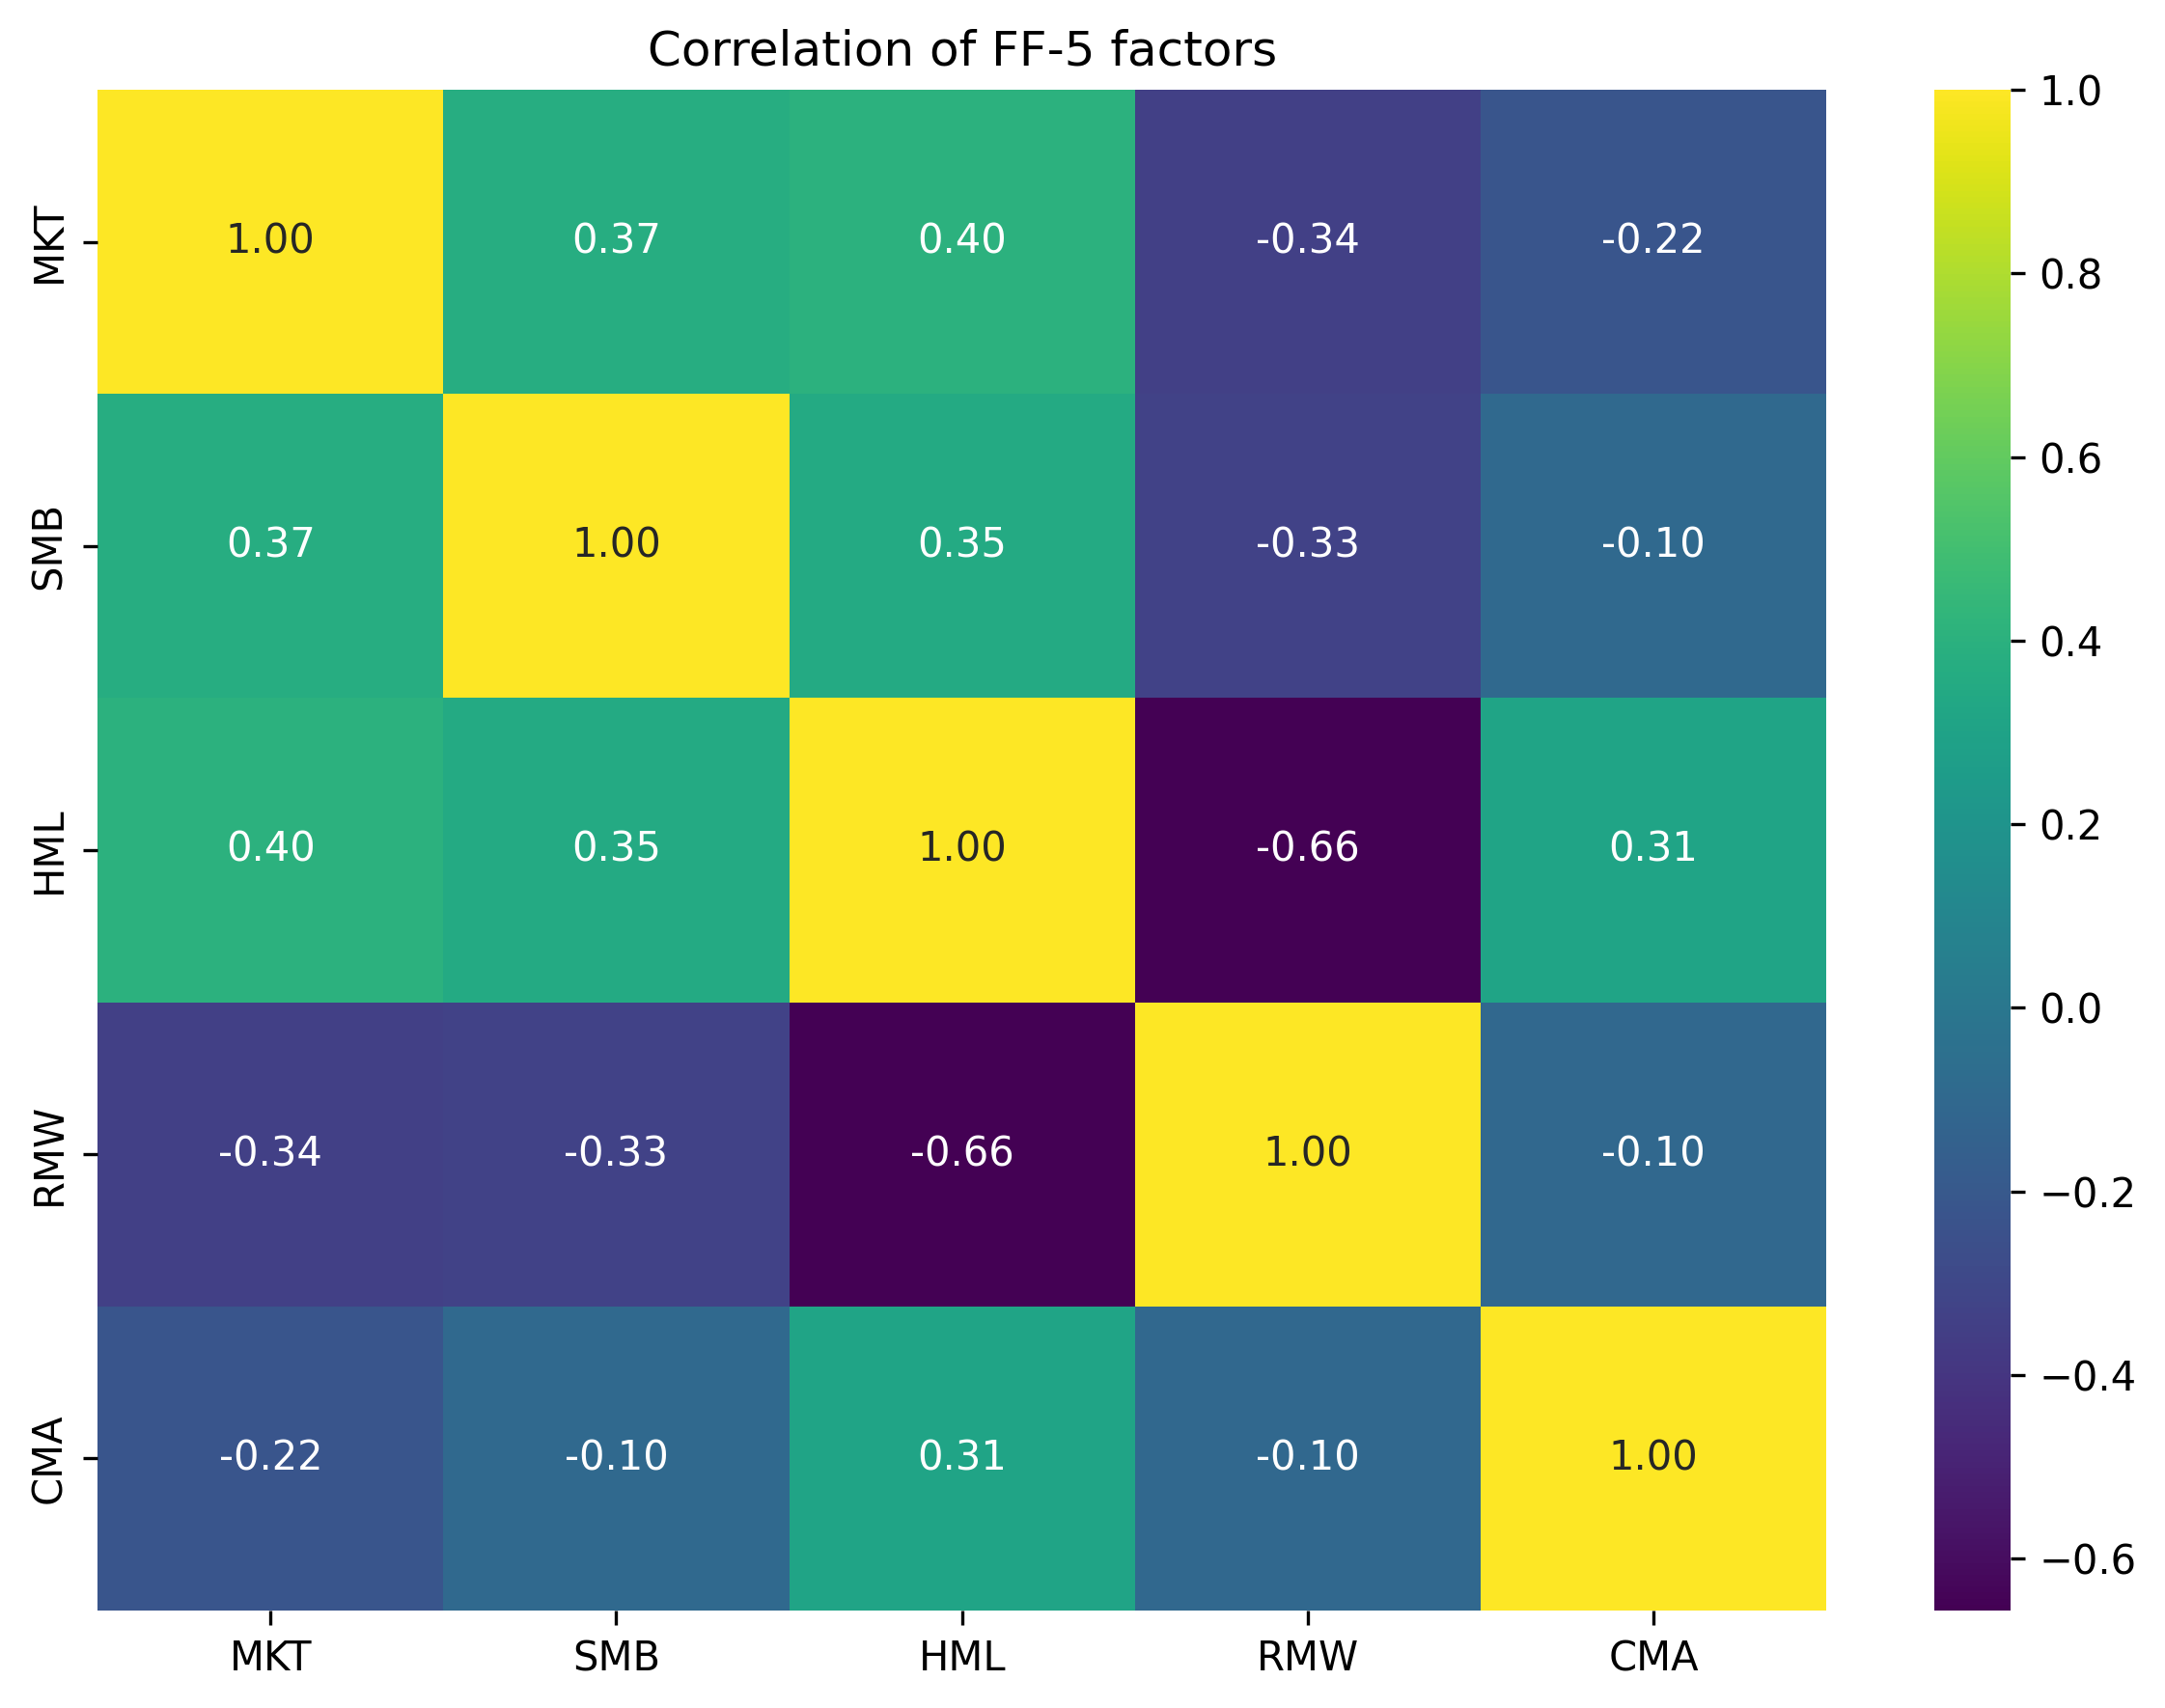 Correlation of FF-5 factors
MKT 1.00 0.37 0.40 -0.34 -0.22
SMB 0.37 1.00 0.35 -0.33 -0.10
HML 0.40 0.35 1.00 -0.66 0.31
RMW -0.34 -0.33 -0.66 1.00 -0.10
CMA -0.22 -0.10 0.31 -0.10 1.00
MKT SMB HML RMW CMA
1.0
0.8
0.6
0.4
0.2
0.0
−0.2
−0.4
−0.6